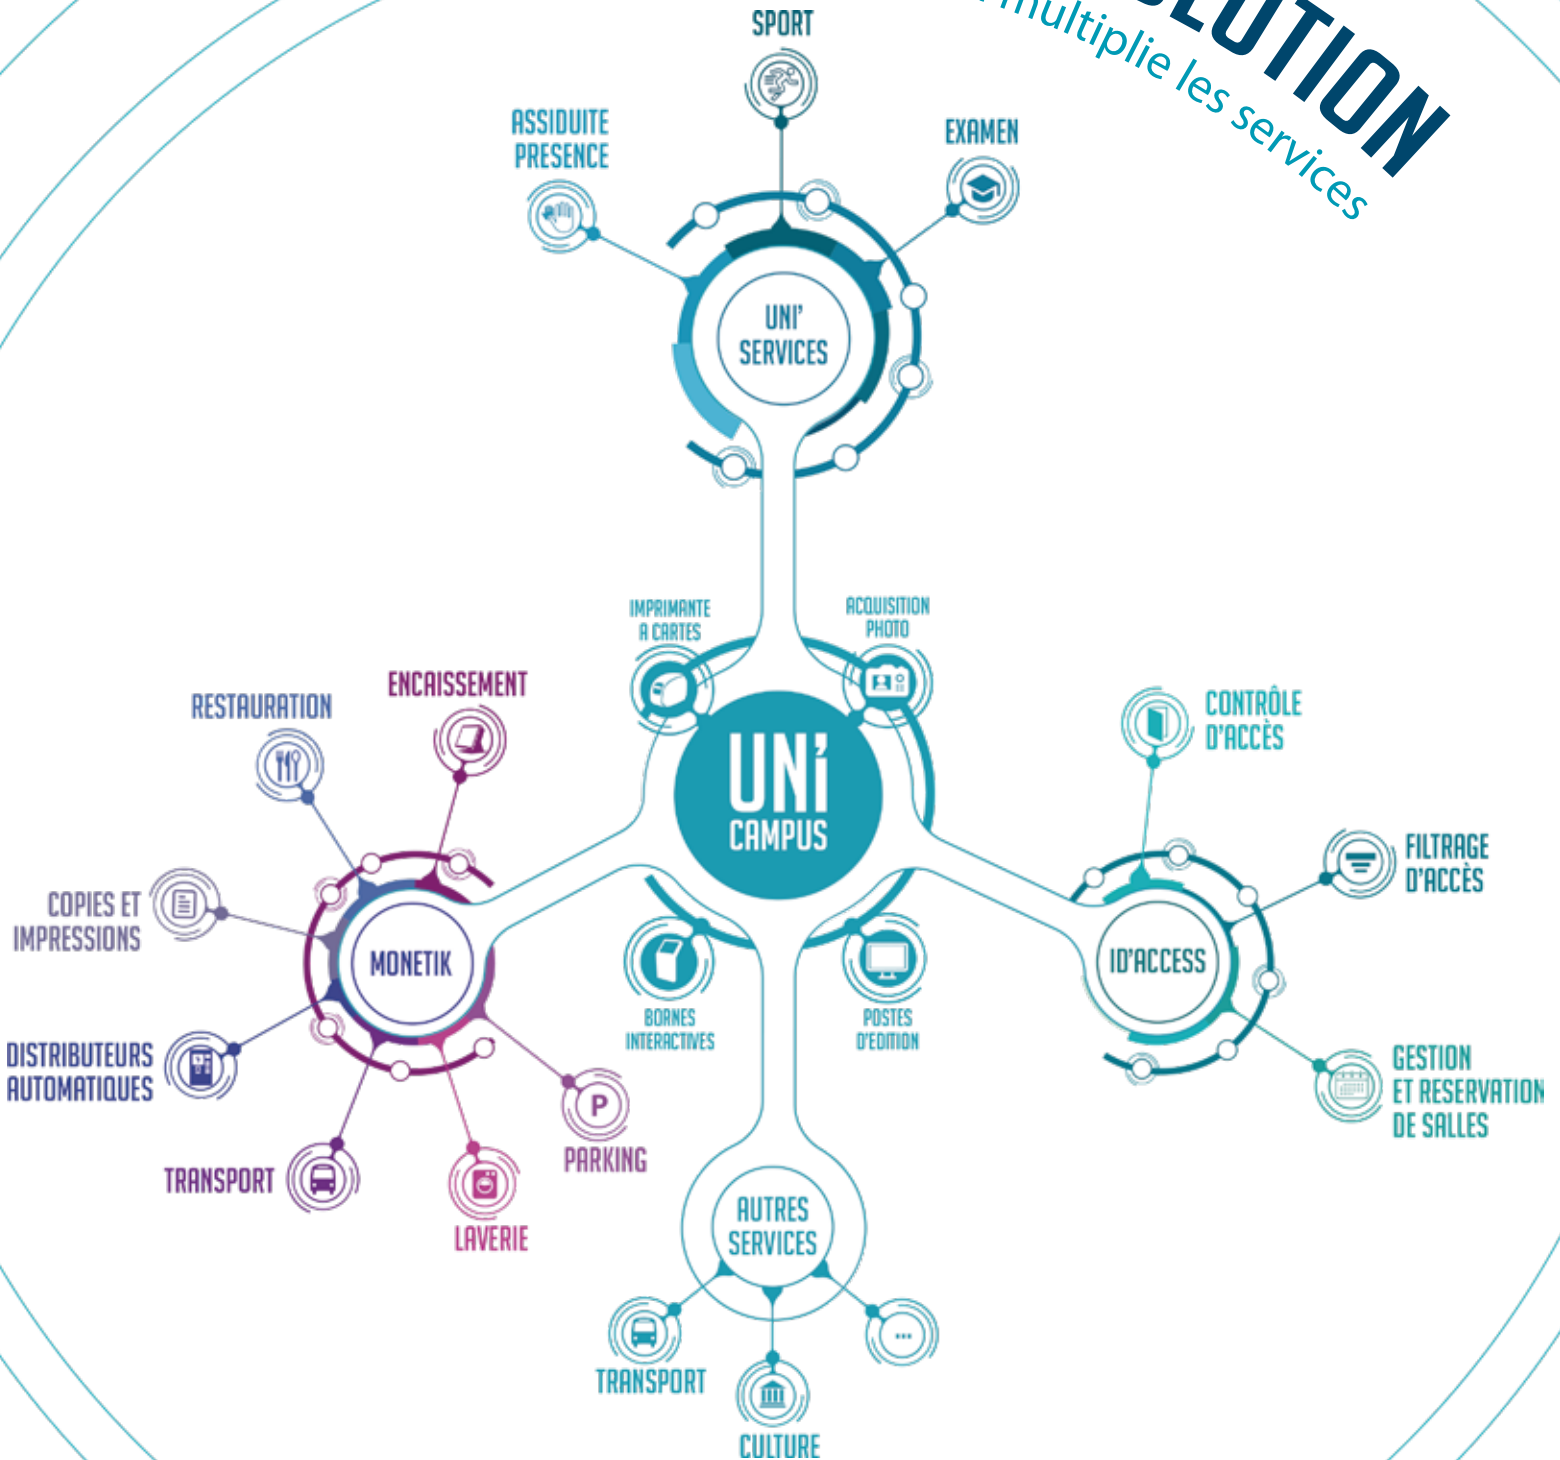 SPORT
multiplie les services
ASSIDUITE
PRESENCE
EXAMEN
UNI'
SERVICES
IMPRIMANTE
A CARTES
ACQUISITION
PHOTO
ENCAISSEMENT
RESTAURATION
CONTRÔLE
D'ACCÈS
UNI'
CAMPUS
FILTRAGE
D'ACCÈS
COPIES ET
IMPRESSIONS
MONETIK
ID'ACCESS
BORNES
INTERACTIVES
POSTES
D'EDITION
DISTRIBUTEURS
AUTOMATIQUES
GESTION
ET RESERVATION
DE SALLES
P
PARKING
TRANSPORT
LAVERIE
AUTRES
SERVICES
...
TRANSPORT
CULTURE